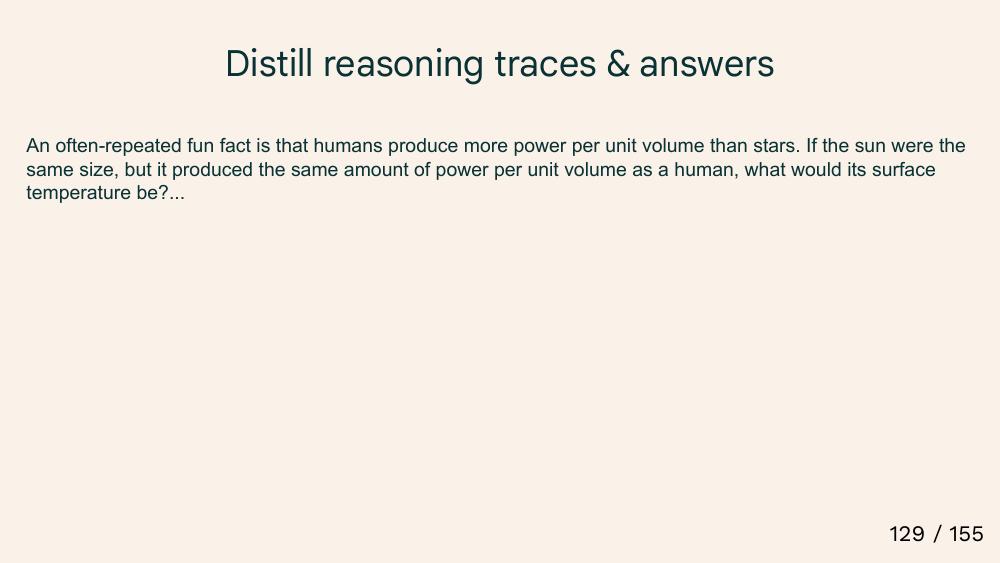 Distill reasoning traces & answers
An often-repeated fun fact is that humans produce more power per unit volume than stars. If the sun were the
same size, but it produced the same amount of power per unit volume as a human, what would its surface
temperature be?...
129 / 155